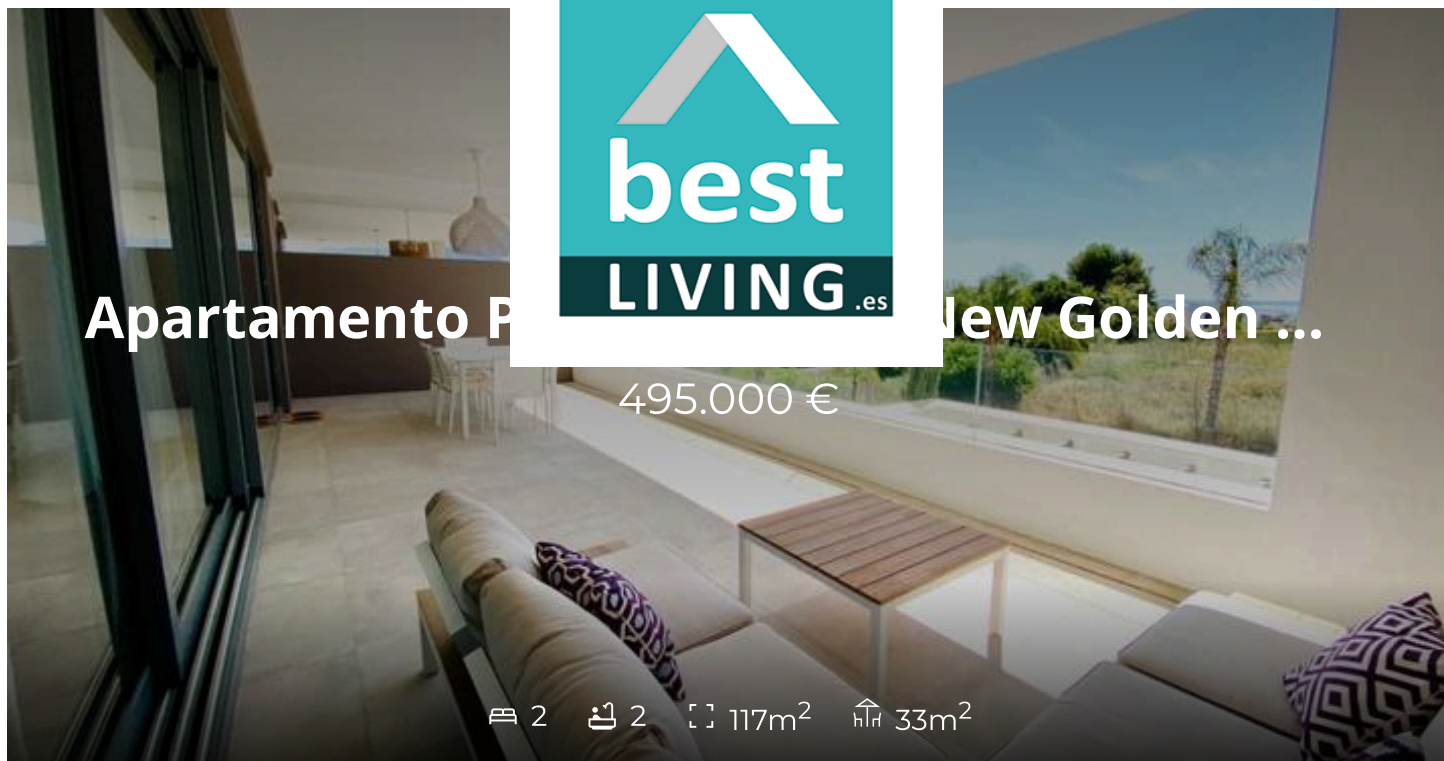 best
LIVING.es
Apartamento New Golden ...
495.000 €
2 2 117m² 33m²